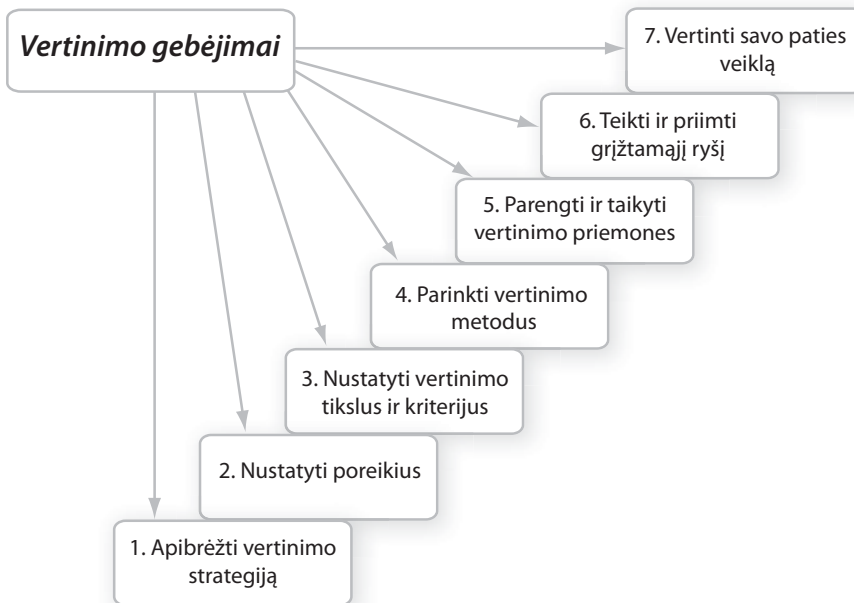 Vertinimo gebėjimai
7. Vertinti savo paties
veiklą
6. Teikti ir priimti
grįžtamąjį ryšį
5. Parengti ir taikyti
vertinimo priemones
4. Parinkti vertinimo
metodus
3. Nustatyti vertinimo
tikslus ir kriterijus
2. Nustatyti poreikius
1. Apibrėžti vertinimo
strategiją